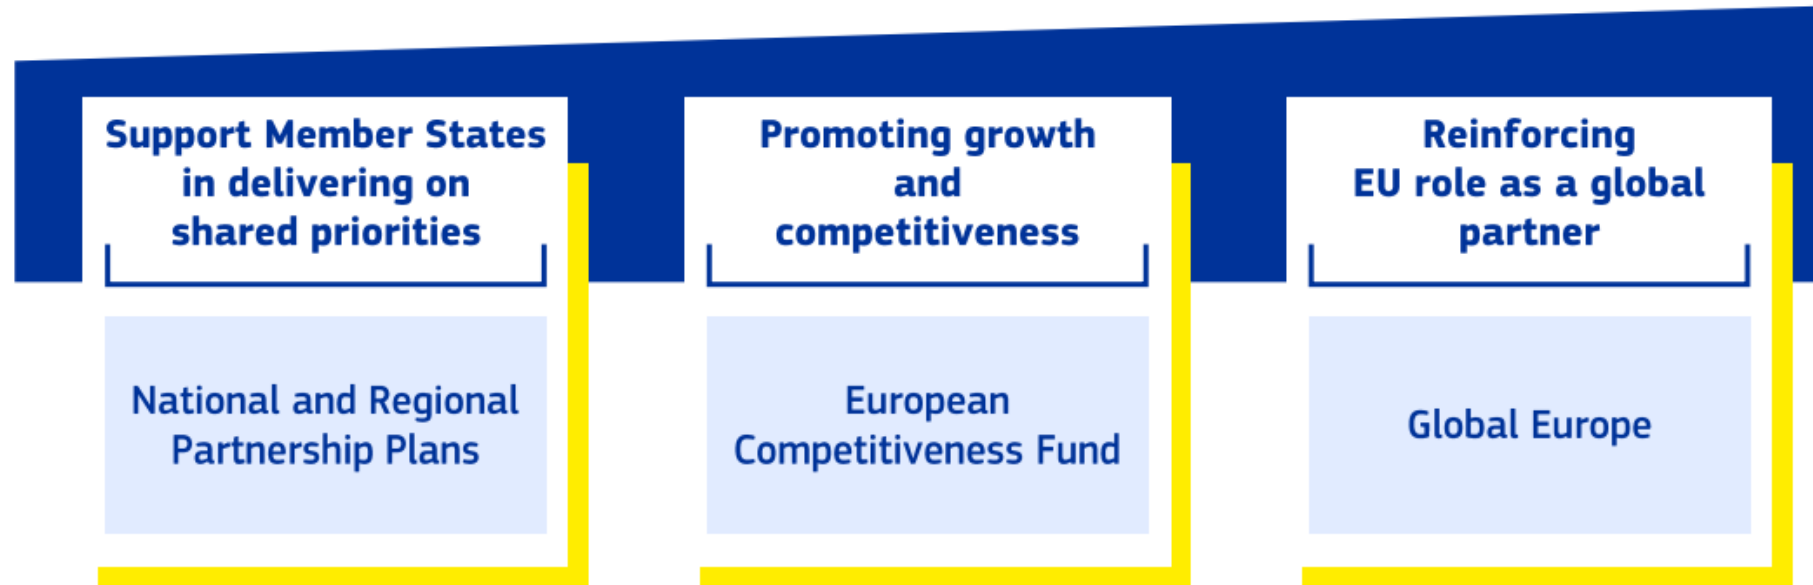 Support Member States
in delivering on
shared priorities
National and Regional
Partnership Plans
Promoting growth
and
competitiveness
European
Competitiveness Fund
Reinforcing
EU role as a global
partner
Global Europe